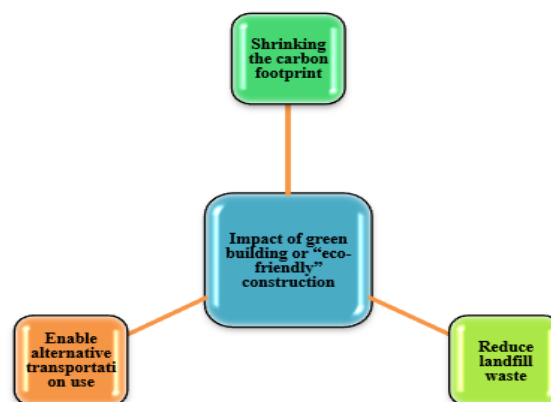 Shrinking
the carbon
footprint
Impact of green
building or “eco-
friendly”
construction
Enable
alternative
transportati
on use
Reduce
landfill
waste